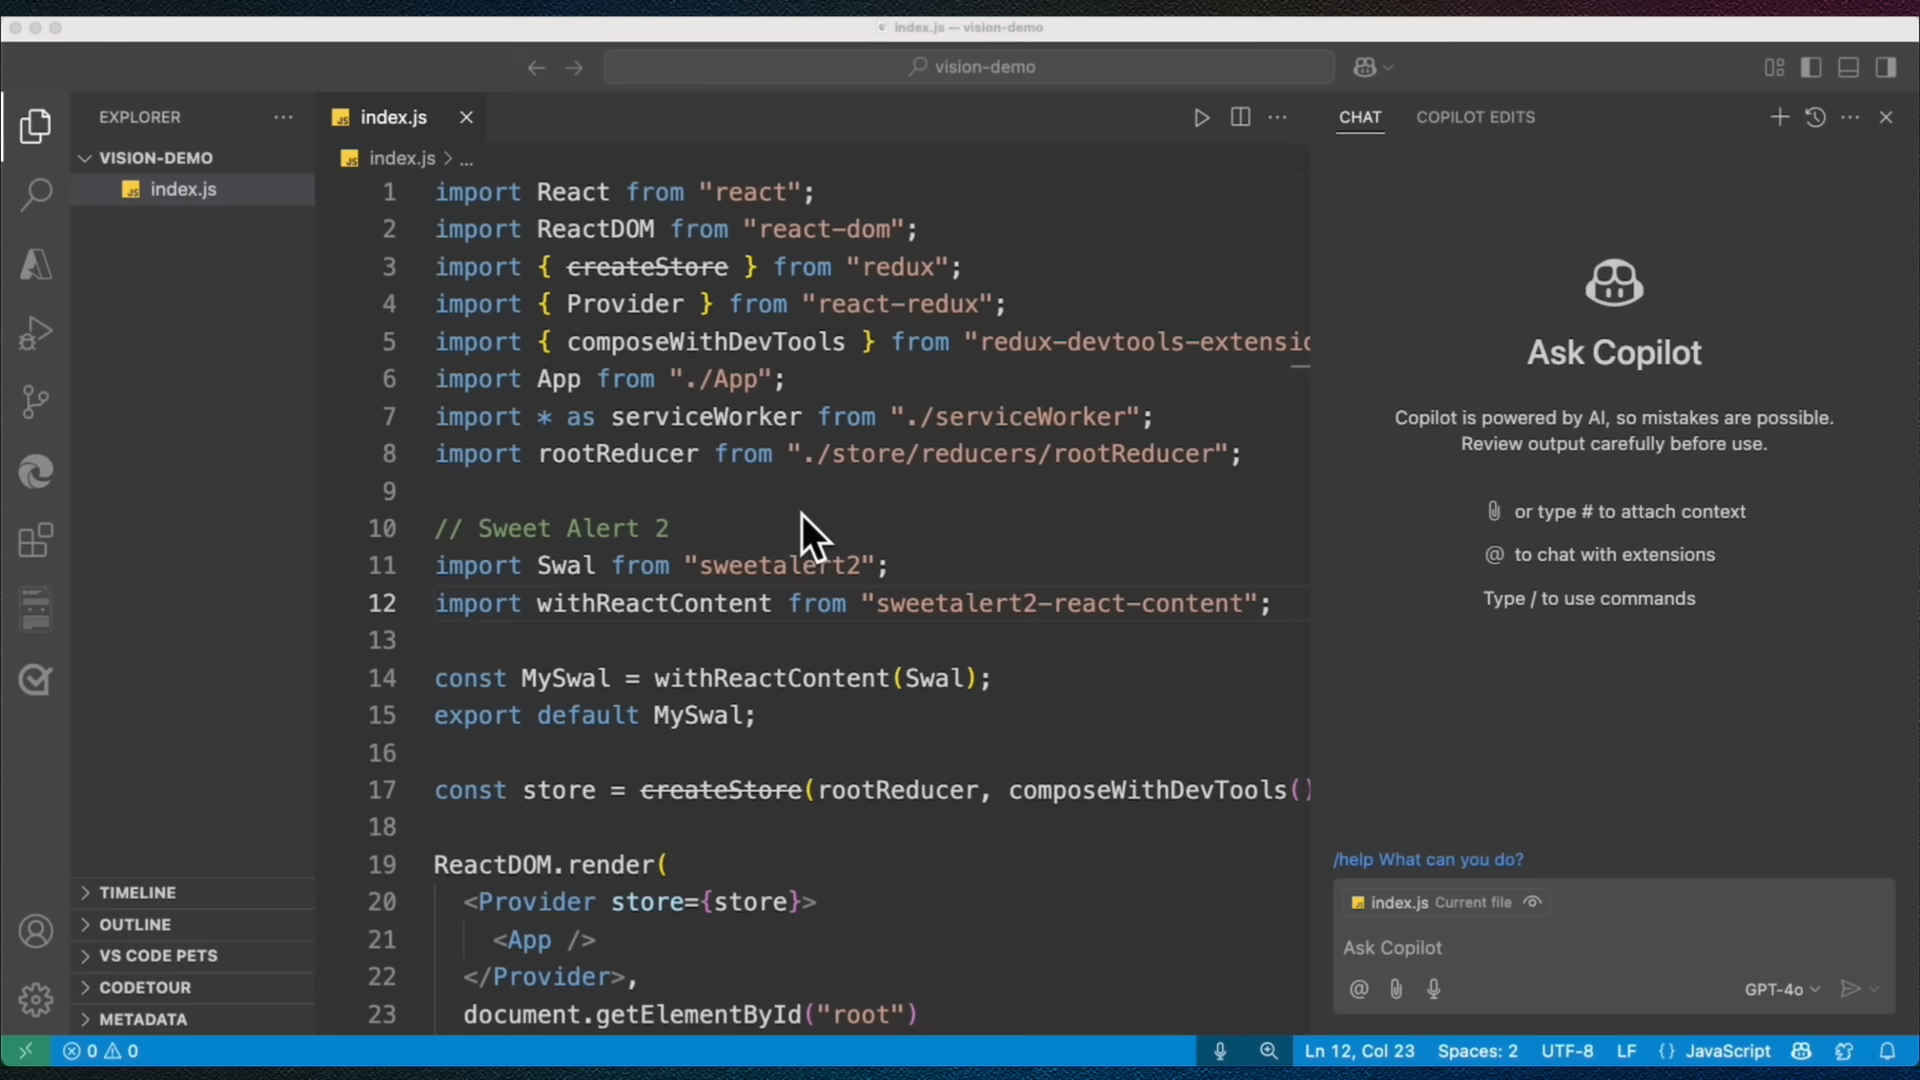 index.js — vision-demo
vision-demo
EXPLORER
VISION-DEMO
index.js
TIMELINE
OUTLINE
VS CODE PETS
CODETOUR
METADATA
index.js
index.js > ...
1 import React from "react";
2 import ReactDOM from "react-dom";
3 import { createStore } from "redux";
4 import { Provider } from "react-redux";
5 import { composeWithDevTools } from "redux-devtools-extensio
6 import App from "./App";
7 import * as serviceWorker from "./serviceWorker";
8 import rootReducer from "./store/reducers/rootReducer";
9
10 // Sweet Alert 2
11 import Swal from "sweetalert2";
12 import withReactContent from "sweetalert2-react-content";
13
14 const MySwal = withReactContent(Swal);
15 export default MySwal;
16
17 const store = createStore(rootReducer, composeWithDevTools()
18
19 ReactDOM.render(
20 <Provider store={store}>
21 <App />
22 </Provider>,
23 document.getElementById("root")
CHAT COPILOT EDITS
Ask Copilot
Copilot is powered by AI, so mistakes are possible.
Review output carefully before use.
or type # to attach context
@ to chat with extensions
Type / to use commands
/help What can you do?
index.js Current file
Ask Copilot
@ GPT-4o
0 0 Ln 12, Col 23 Spaces: 2 UTF-8 LF {} JavaScript